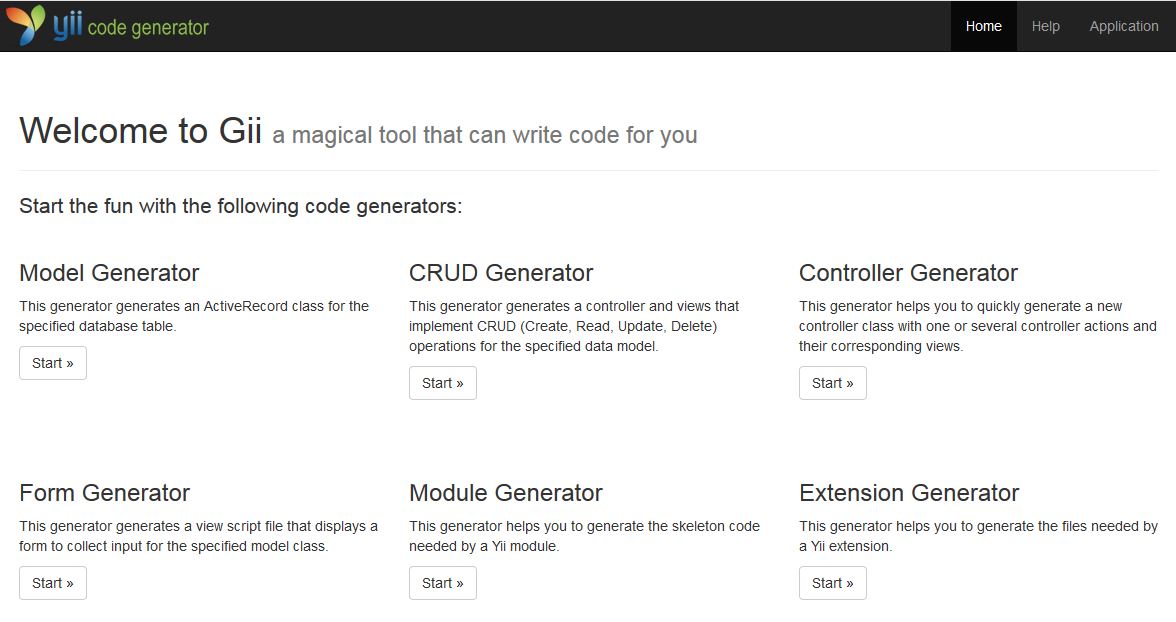 yii code generator
Home
Help
Application
Welcome to Gii a magical tool that can write code for you
Start the fun with the following code generators:
Model Generator
This generator generates an ActiveRecord class for the
specified database table.
Start »
CRUD Generator
This generator generates a controller and views that
implement CRUD (Create, Read, Update, Delete)
operations for the specified data model.
Start »
Controller Generator
This generator helps you to quickly generate a new
controller class with one or several controller actions and
their corresponding views.
Start »
Form Generator
This generator generates a view script file that displays a
form to collect input for the specified model class.
Start »
Module Generator
This generator helps you to generate the skeleton code
needed by a Yii module.
Start »
Extension Generator
This generator helps you to generate the files needed by
a Yii extension.
Start »